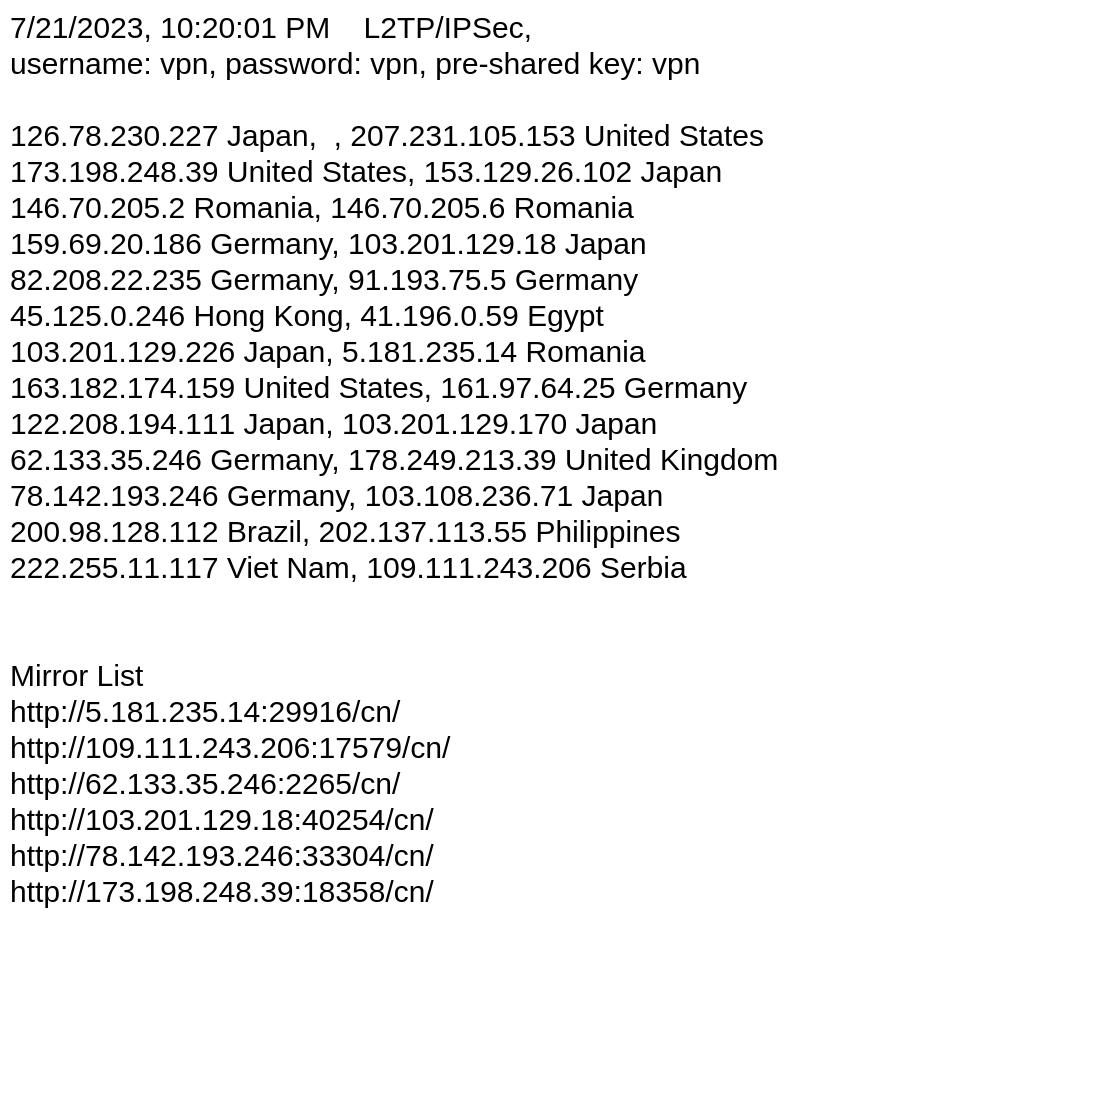 7/21/2023, 10:20:01 PM    L2TP/IPSec,
username: vpn, password: vpn, pre-shared key: vpn
126.78.230.227 Japan,  , 207.231.105.153 United States
173.198.248.39 United States, 153.129.26.102 Japan
146.70.205.2 Romania, 146.70.205.6 Romania
159.69.20.186 Germany, 103.201.129.18 Japan
82.208.22.235 Germany, 91.193.75.5 Germany
45.125.0.246 Hong Kong, 41.196.0.59 Egypt
103.201.129.226 Japan, 5.181.235.14 Romania
163.182.174.159 United States, 161.97.64.25 Germany
122.208.194.111 Japan, 103.201.129.170 Japan
62.133.35.246 Germany, 178.249.213.39 United Kingdom
78.142.193.246 Germany, 103.108.236.71 Japan
200.98.128.112 Brazil, 202.137.113.55 Philippines
222.255.11.117 Viet Nam, 109.111.243.206 Serbia
Mirror List
http://5.181.235.14:29916/cn/
http://109.111.243.206:17579/cn/
http://62.133.35.246:2265/cn/
http://103.201.129.18:40254/cn/
http://78.142.193.246:33304/cn/
http://173.198.248.39:18358/cn/